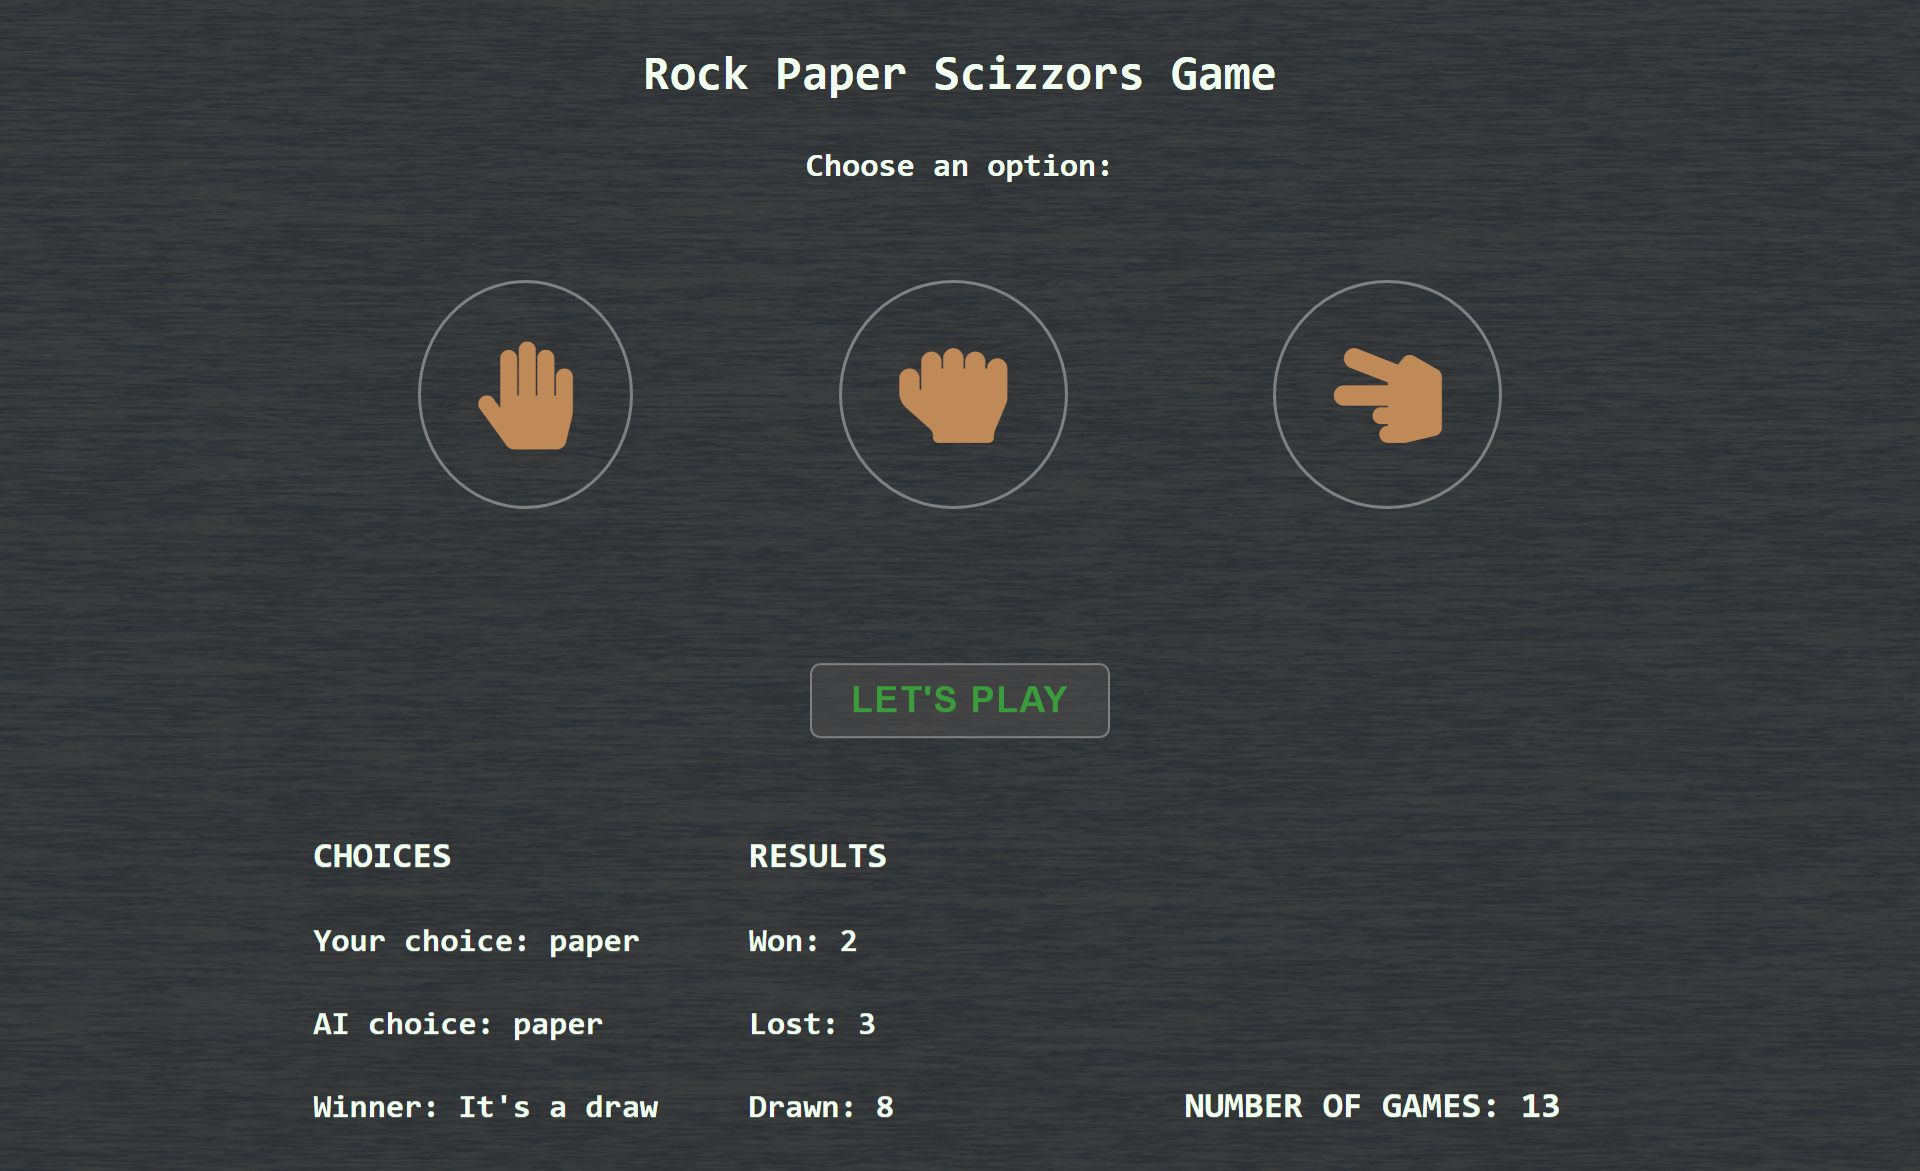 Rock Paper Scizzors Game
Choose an option:
LET'S PLAY
CHOICES
Your choice: paper
AI choice: paper
Winner: It's a draw
RESULTS
Won: 2
Lost: 3
Drawn: 8
NUMBER OF GAMES: 13